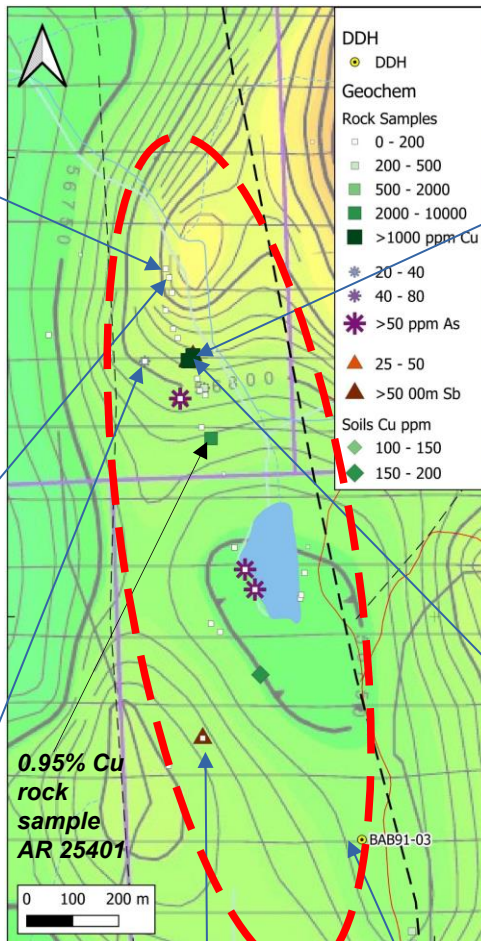 DDH
DDH
Geochem
Rock Samples
0 - 200
200 - 500
500 - 2000
2000 - 10000
>1000 ppm Cu
20 - 40
40 - 80
>50 ppm As
25 - 50
>50 00m Sb
Soils Cu ppm
100 - 150
150 - 200
56750
0.95% Cu
rock
sample
AR 25401
BAB91-03
0 100 200 m